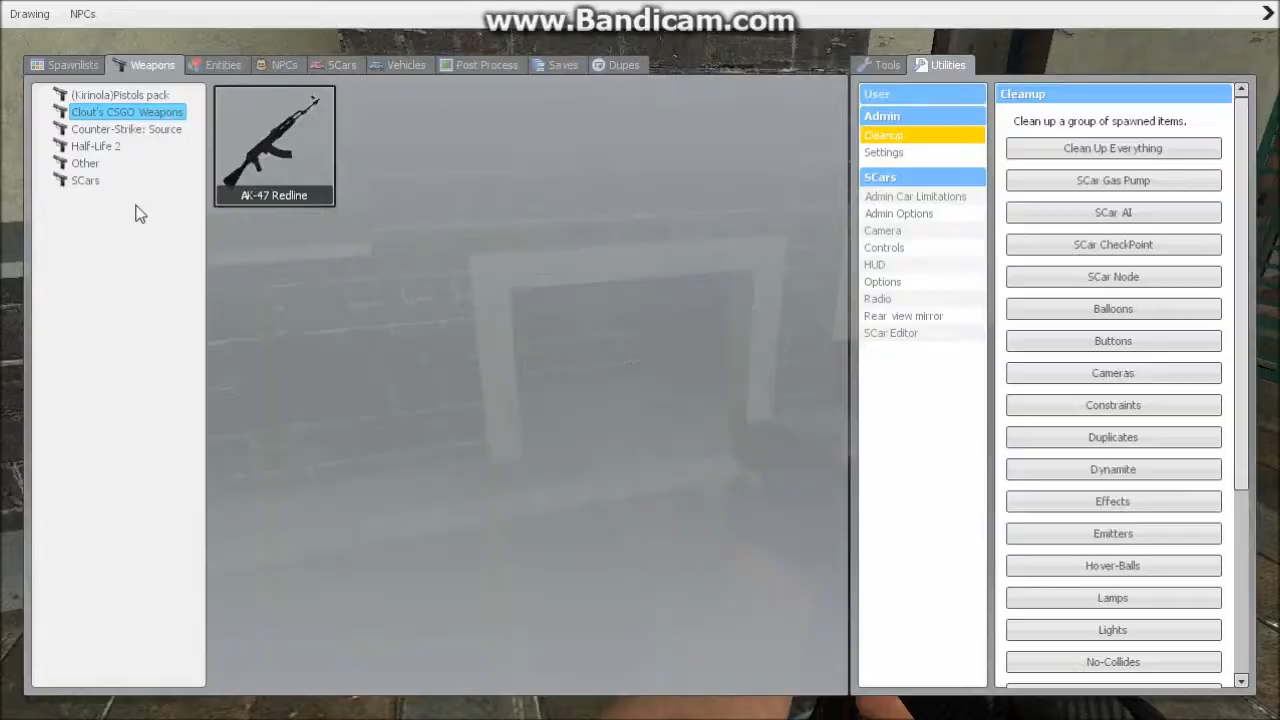 Drawing NPCs
www.Bandicam.com
Spawnlists Weapons Entities NPCs SCars Vehicles Post Process Saves Dupes
Tools Utilities
(Kirinola)Pistols pack
Clout's CSGO Weapons
Counter-Strike: Source
Half-Life 2
Other
SCars
AK-47 Redline
User
Admin
Cleanup
Settings
SCars
Admin Car Limitations
Admin Options
Camera
Controls
HUD
Options
Radio
Rear view mirror
SCar Editor
Cleanup
Clean up a group of spawned items.
Clean Up Everything
SCar Gas Pump
SCar AI
SCar CheckPoint
SCar Node
Balloons
Buttons
Cameras
Constraints
Duplicates
Dynamite
Effects
Emitters
Hover-Balls
Lamps
Lights
No-Collides